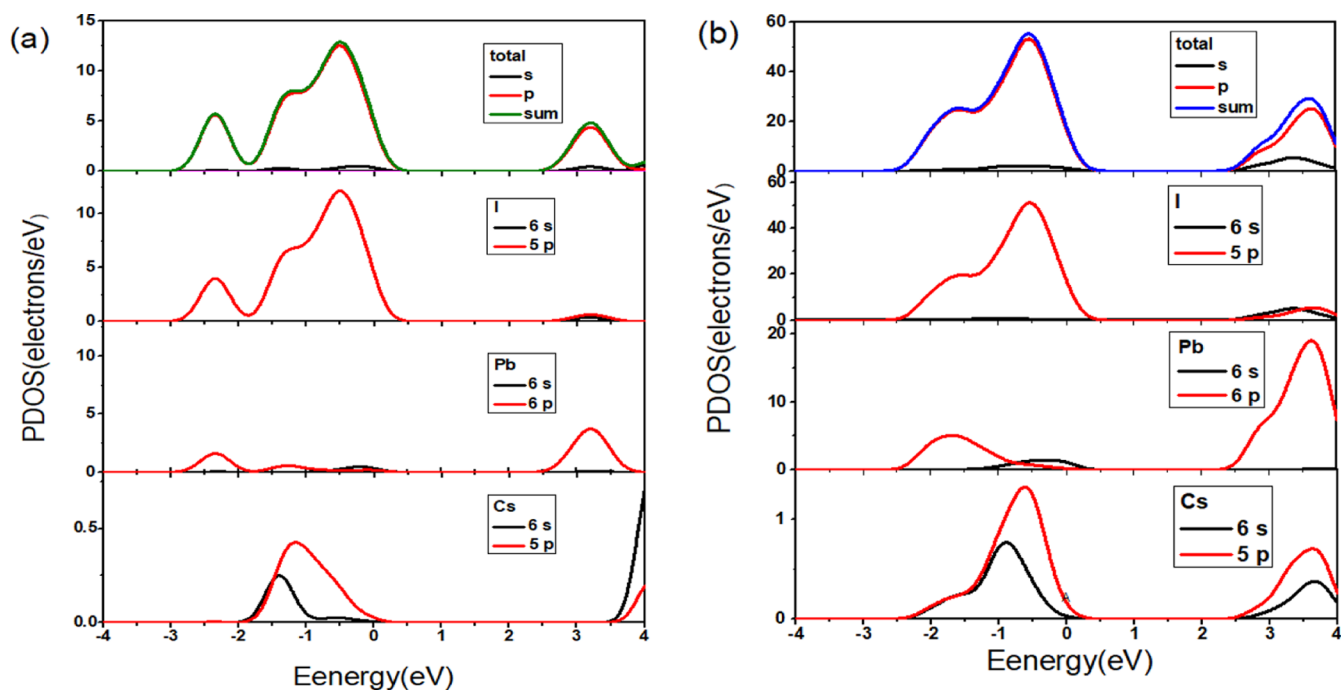 (a)
PDOS(electrons/eV)
15
10
5
0
total
s
p
sum
10
5
0
I
6 s
5 p
10
5
0
Pb
6 s
6 p
0.5
0.0
Cs
6 s
5 p
-4 -3 -2 -1 0 1 2 3 4
Eenergy(eV)
(b)
PDOS(electrons/eV)
60
40
20
0
total
s
p
sum
60
40
20
0
I
6 s
5 p
20
10
0
Pb
6 s
6 p
1
0
Cs
6 s
5 p
-4 -3 -2 -1 0 1 2 3 4
Eenergy(eV)